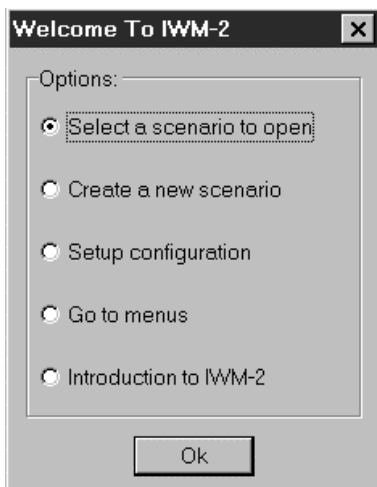 Welcome To IWM-2
Options:
Select a scenario to open
Create a new scenario
Setup configuration
Go to menus
Introduction to IWM-2
Ok